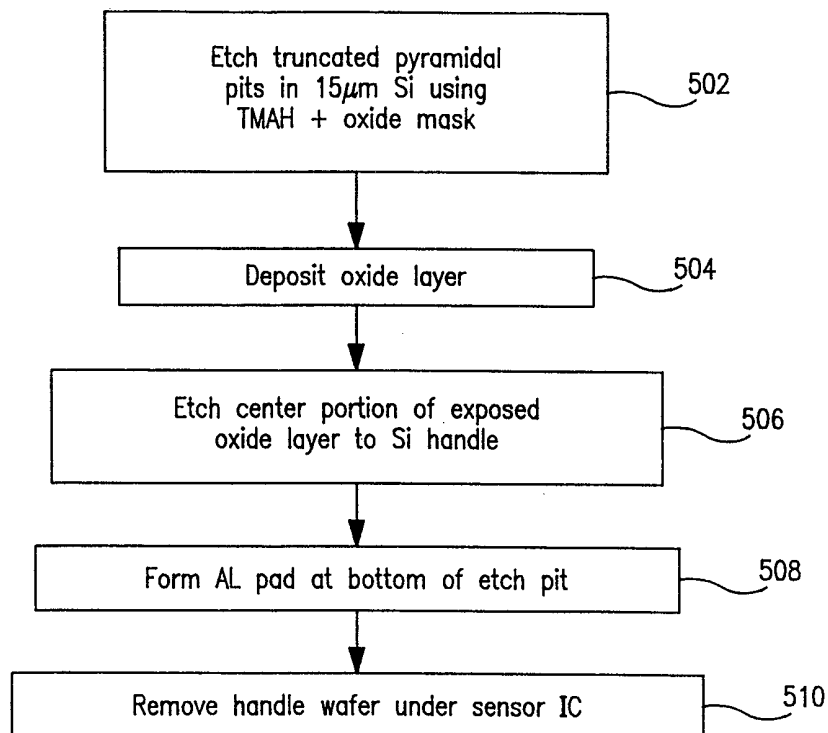 Etch truncated pyramidal
pits in 15μm Si using
TMAH + oxide mask
502
Deposit oxide layer
504
Etch center portion of exposed
oxide layer to Si handle
506
Form AL pad at bottom of etch pit
508
Remove handle wafer under sensor IC
510